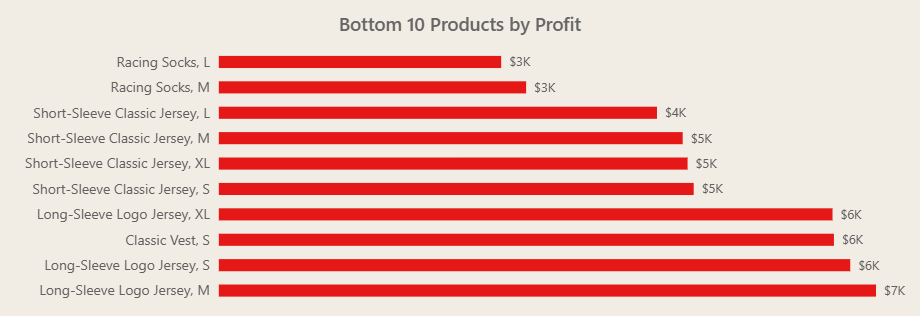 Bottom 10 Products by Profit
Racing Socks, L $3K
Racing Socks, M $3K
Short-Sleeve Classic Jersey, L $4K
Short-Sleeve Classic Jersey, M $5K
Short-Sleeve Classic Jersey, XL $5K
Short-Sleeve Classic Jersey, S $5K
Long-Sleeve Logo Jersey, XL $6K
Classic Vest, S $6K
Long-Sleeve Logo Jersey, S $6K
Long-Sleeve Logo Jersey, M $7K